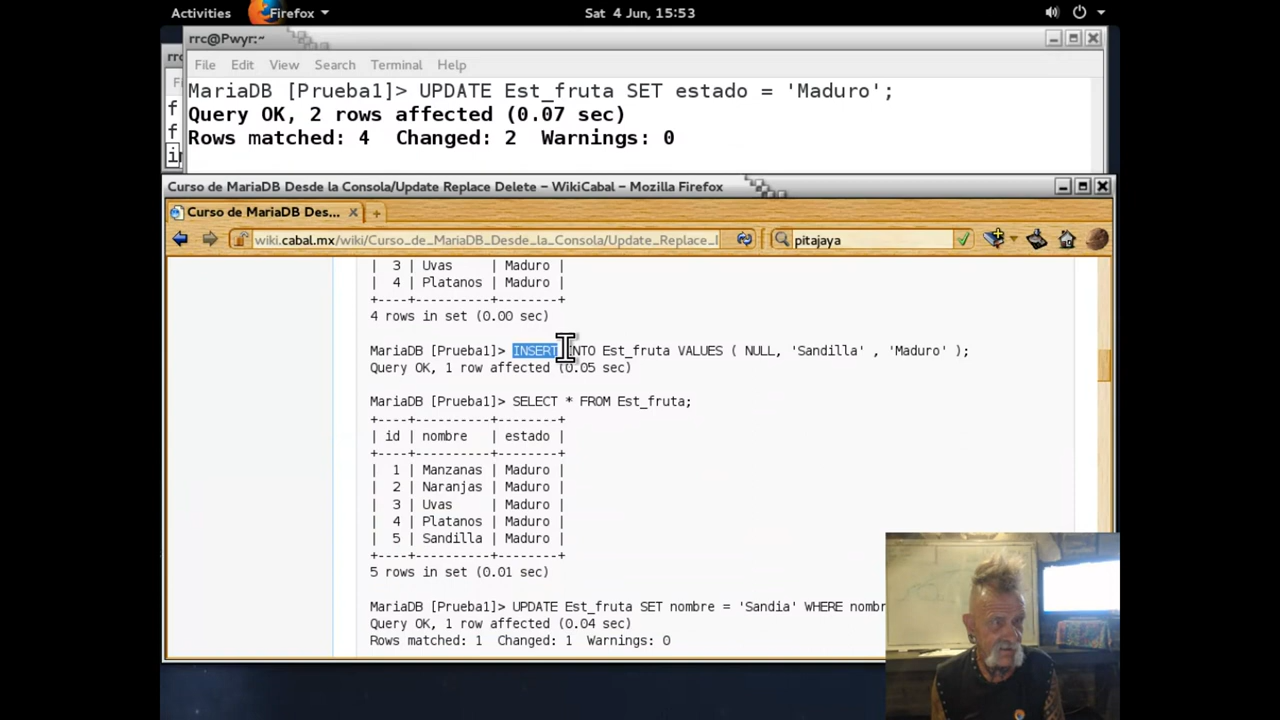 Activities Firefox Sat 4 Jun, 15:53
rrc@Pwyr:~
File Edit View Search Terminal Help
MariaDB [Prueba1]> UPDATE Est_fruta SET estado = 'Maduro';
Query OK, 2 rows affected (0.07 sec)
Rows matched: 4 Changed: 2 Warnings: 0
Curso de MariaDB Desde la Consola/Update Replace Delete – WikiCabal – Mozilla Firefox
Curso de MariaDB Des...
wiki.cabal.mx/wiki/Curso_de_MariaDB_Desde_la_Consola/Update_Replace_ pitajaya
| 3 | Uvas | Maduro |
| 4 | Platanos | Maduro |
+----+----------+--------+
4 rows in set (0.00 sec)
MariaDB [Prueba1]> INSERT INTO Est_fruta VALUES ( NULL, 'Sandilla' , 'Maduro' );
Query OK, 1 row affected (0.05 sec)
MariaDB [Prueba1]> SELECT * FROM Est_fruta;
+----+----------+--------+
| id | nombre | estado |
+----+----------+--------+
| 1 | Manzanas | Maduro |
| 2 | Naranjas | Maduro |
| 3 | Uvas | Maduro |
| 4 | Platanos | Maduro |
| 5 | Sandilla | Maduro |
+----+----------+--------+
5 rows in set (0.01 sec)
MariaDB [Prueba1]> UPDATE Est_fruta SET nombre = 'Sandia' WHERE nombr
Query OK, 1 row affected (0.04 sec)
Rows matched: 1 Changed: 1 Warnings: 0